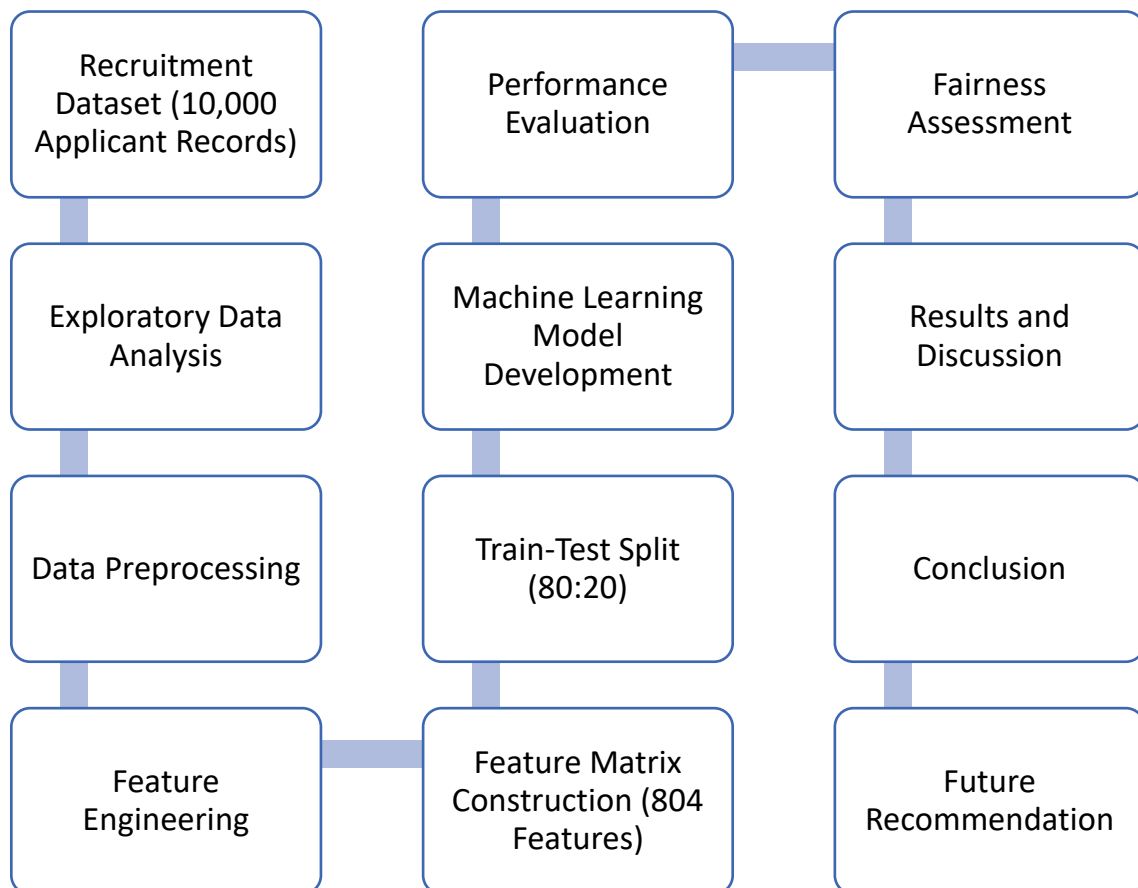 Recruitment
Dataset (10,000
Applicant Records)
Exploratory Data
Analysis
Data Preprocessing
Feature
Engineering
Feature Matrix
Construction (804
Features)
Train-Test Split
(80:20)
Machine Learning
Model
Development
Performance
Evaluation
Fairness
Assessment
Results and
Discussion
Conclusion
Future
Recommendation